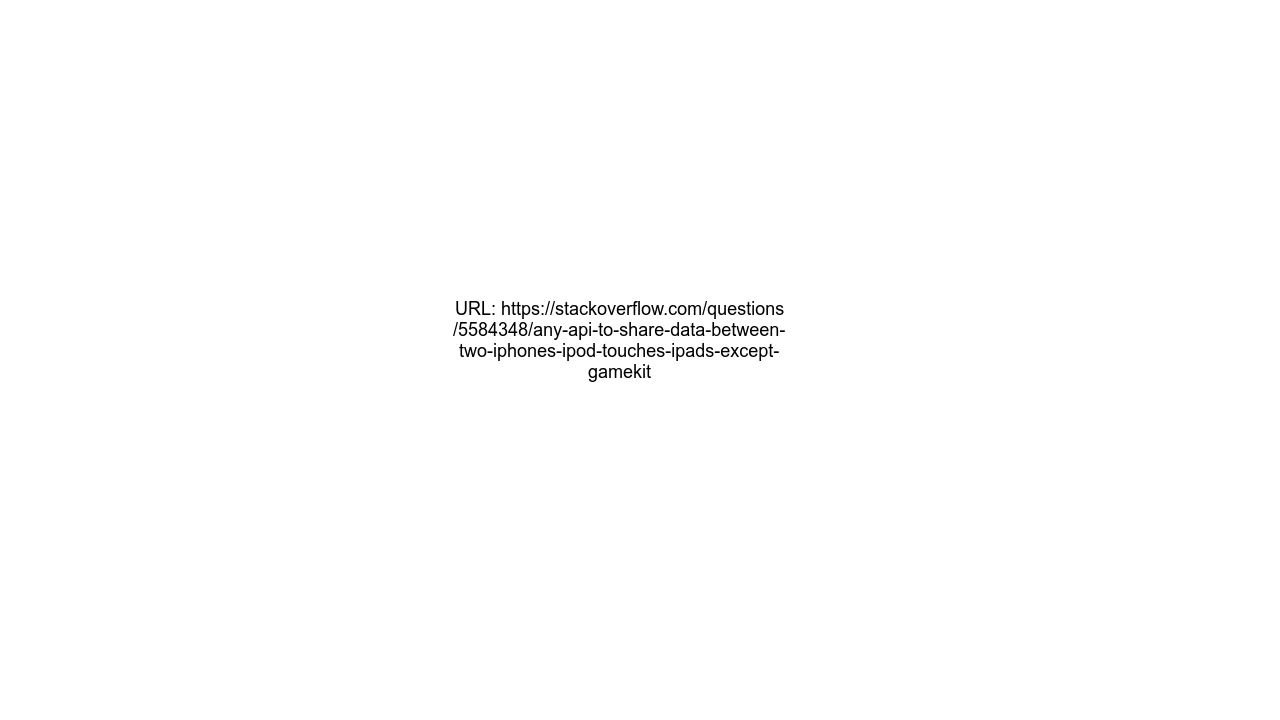 URL: https://stackoverflow.com/questions
/5584348/any-api-to-share-data-between-
two-iphones-ipod-touches-ipads-except-
gamekit